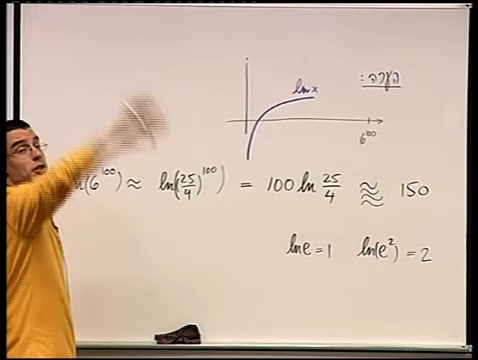 הערה:
ln x
6^100
ln(6^100) ≈ ln((25/4)^100) = 100 ln 25/4 ≈≈ 150
ln e = 1   ln(e^2) = 2